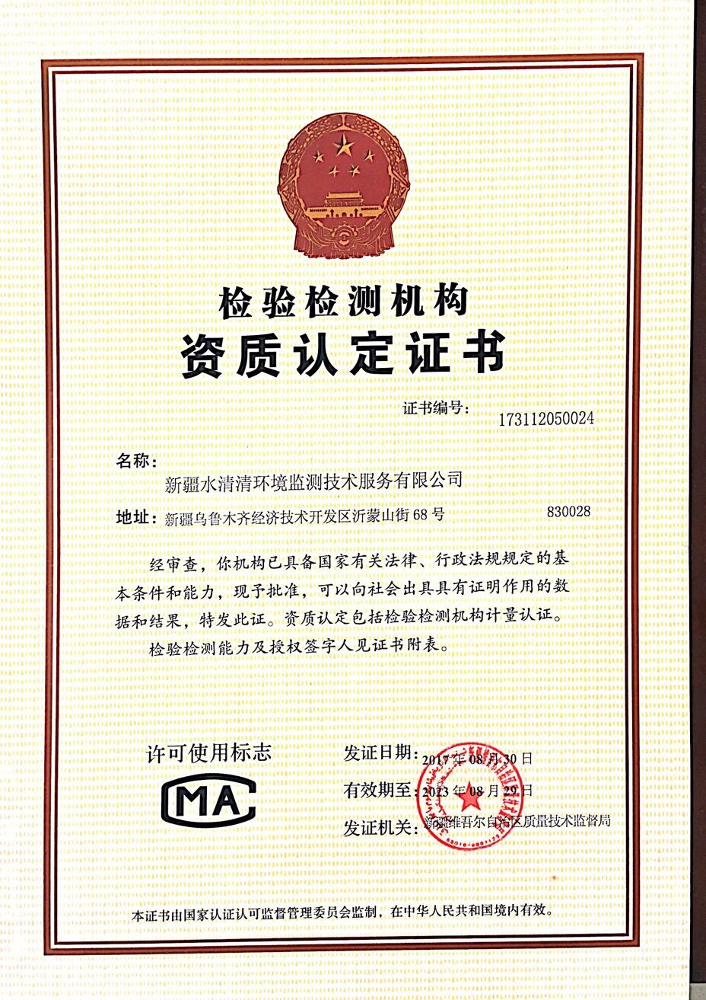 检验检测机构
资质认定证书
证书编号：
173112050024
名称：
新疆水清清环境监测技术服务有限公司
地址：新疆乌鲁木齐经济技术开发区沂蒙山街68号 830028
经审查，你机构已具备国家有关法律、行政法规规定的基
本条件和能力，现予批准，可以向社会出具具有证明作用的数
据和结果，特发此证。资质认定包括检验检测机构计量认证。
检验检测能力及授权签字人见证书附表。
许可使用标志
MA
发证日期：2017年08月30日
有效期至：2023年08月29日
发证机关：新疆维吾尔自治区质量技术监督局
本证书由国家认证认可监督管理委员会监制，在中华人民共和国境内有效。